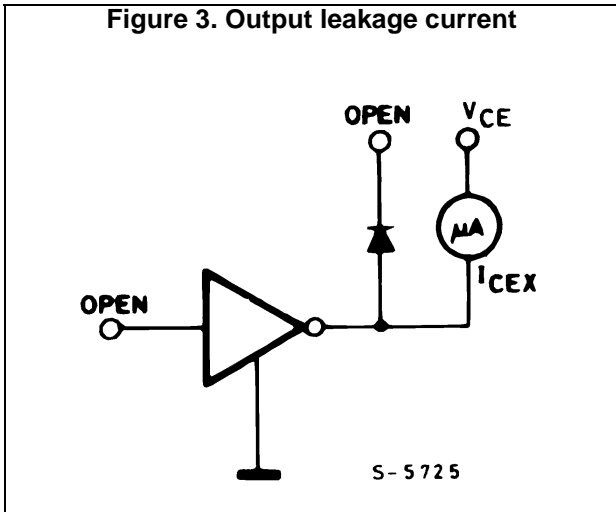 Figure 3. Output leakage current
OPEN
VCE
μA
ICEX
OPEN
S-5725